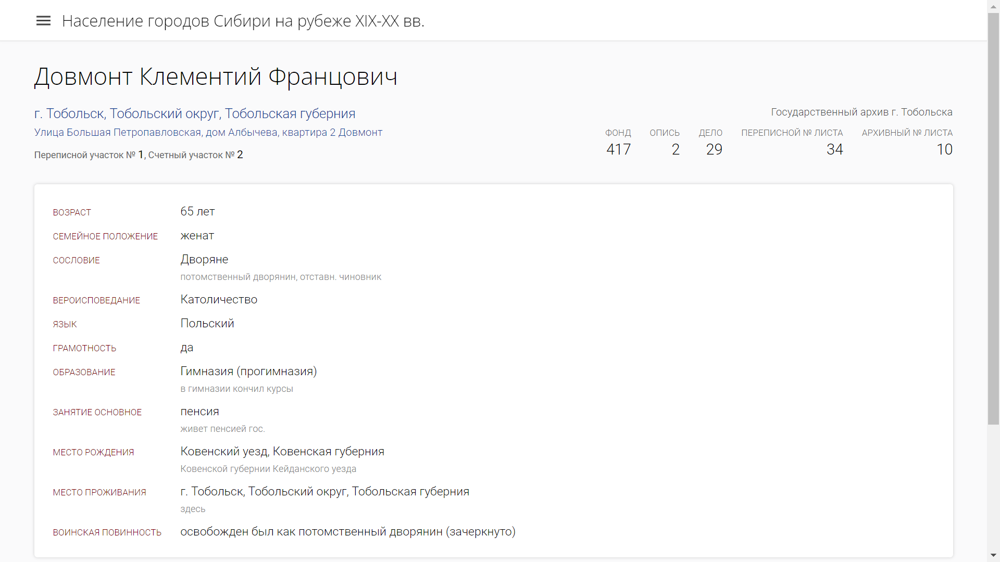 Население городов Сибири на рубеже XIX-XX вв.
Довмонт Клементий Францович
г. Тобольск, Тобольский округ, Тобольская губерния
Улица Большая Петропавловская, дом Албычева, квартира 2 Довмонт
Переписной участок № 1, Счетный участок № 2
Государственный архив г. Тобольска
ФОНД ОПИСЬ ДЕЛО ПЕРЕПИСНОЙ № ЛИСТА АРХИВНЫЙ № ЛИСТА
417 2 29 34 10
ВОЗРАСТ 65 лет
СЕМЕЙНОЕ ПОЛОЖЕНИЕ женат
СОСЛОВИЕ Дворяне
потомственный дворянин, отставн. чиновник
ВЕРОИСПОВЕДАНИЕ Католичество
ЯЗЫК Польский
ГРАМОТНОСТЬ да
ОБРАЗОВАНИЕ Гимназия (прогимназия)
в гимназии кончил курсы
ЗАНЯТИЕ ОСНОВНОЕ пенсия
живет пенсией гос.
МЕСТО РОЖДЕНИЯ Ковенский уезд, Ковенская губерния
Ковенской губернии Кейданского уезда
МЕСТО ПРОЖИВАНИЯ г. Тобольск, Тобольский округ, Тобольская губерния
здесь
ВОИНСКАЯ ПОВИННОСТЬ освобожден был как потомственный дворянин (зачеркнуто)